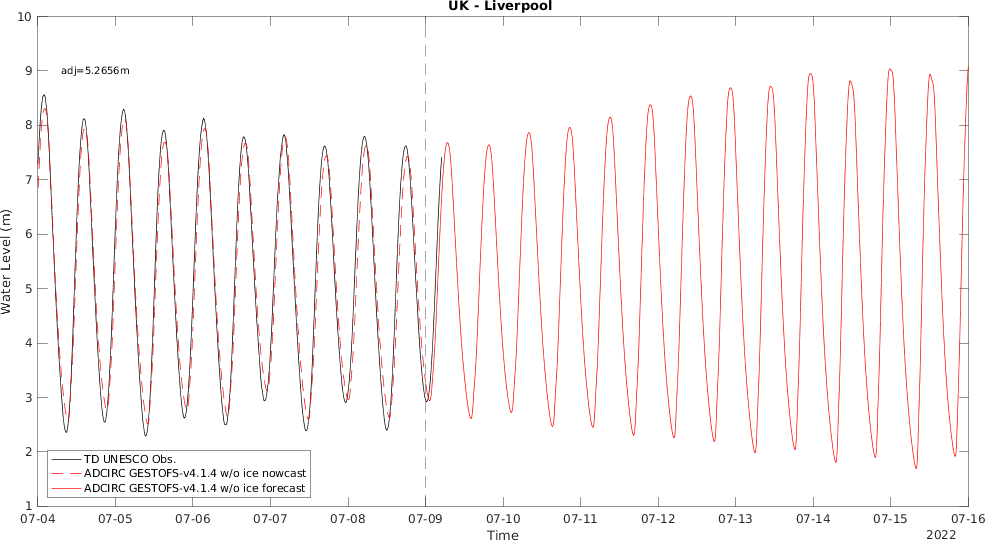 UK - Liverpool
adj=5.2656m
Water Level (m)
10
9
8
7
6
5
4
3
2
1
TD UNESCO Obs.
ADCIRC GESTOFS-v4.1.4 w/o ice nowcast
ADCIRC GESTOFS-v4.1.4 w/o ice forecast
07-04 07-05 07-06 07-07 07-08 07-09 07-10 07-11 07-12 07-13 07-14 07-15 07-16
Time
2022